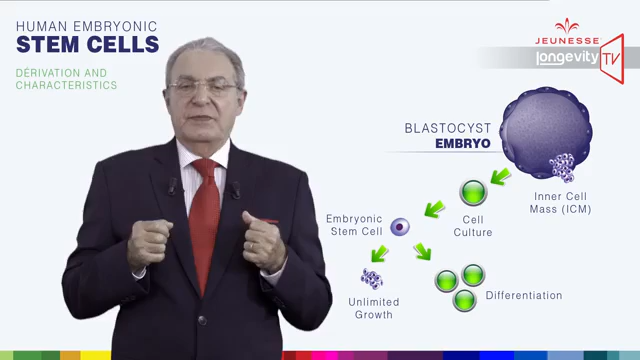 HUMAN EMBRYONIC
STEM CELLS
DÉRIVATION AND
CHARACTERISTICS
JEUNESSE
longevity TV
BLASTOCYST
EMBRYO
Inner Cell
Mass (ICM)
Cell
Culture
Embryonic
Stem Cell
Unlimited
Growth
Differentiation